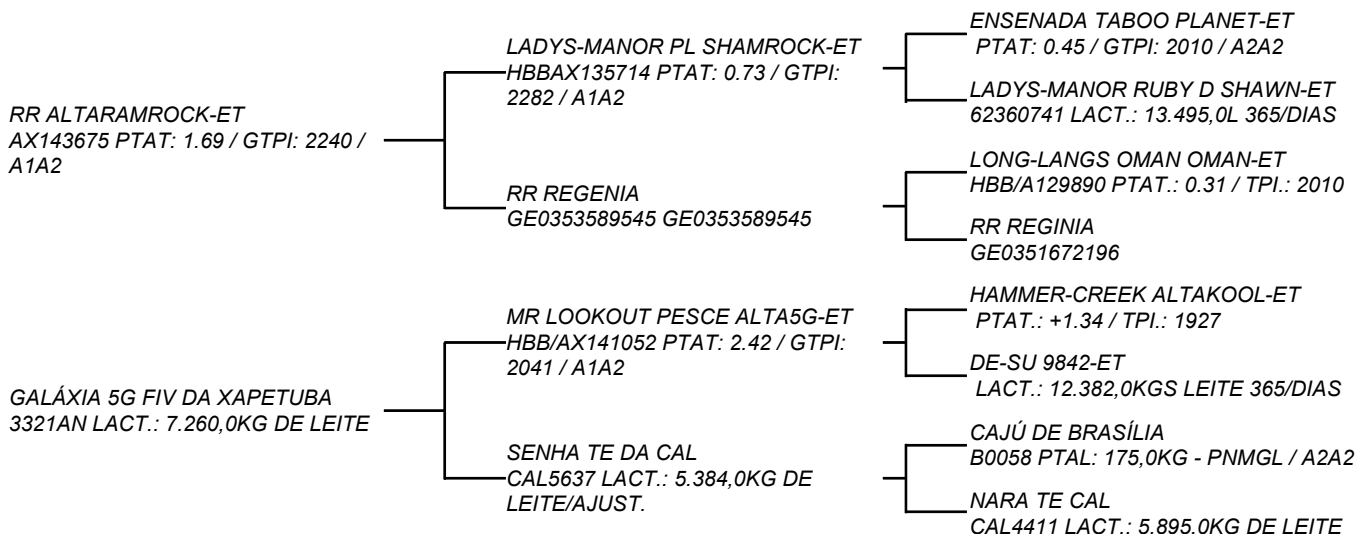 RR ALTARAMROCK-ET
AX143675 PTAT: 1.69 / GTPI: 2240 /
A1A2
GALÁXIA 5G FIV DA XAPETUBA
3321AN LACT.: 7.260,0KG DE LEITE
LADYS-MANOR PL SHAMROCK-ET
HBBAX135714 PTAT: 0.73 / GTPI:
2282 / A1A2
RR REGENIA
GE0353589545 GE0353589545
MR LOOKOUT PESCE ALTA5G-ET
HBB/AX141052 PTAT: 2.42 / GTPI:
2041 / A1A2
SENHA TE DA CAL
CAL5637 LACT.: 5.384,0KG DE
LEITE/AJUST.
ENSENADA TABOO PLANET-ET
PTAT: 0.45 / GTPI: 2010 / A2A2
LADYS-MANOR RUBY D SHAWN-ET
62360741 LACT.: 13.495,0L 365/DIAS
LONG-LANGS OMAN OMAN-ET
HBB/A129890 PTAT.: 0.31 / TPI.: 2010
RR REGINIA
GE0351672196
HAMMER-CREEK ALTAKOOL-ET
PTAT.: +1.34 / TPI.: 1927
DE-SU 9842-ET
LACT.: 12.382,0KGS LEITE 365/DIAS
CAJÚ DE BRASÍLIA
B0058 PTAL: 175,0KG - PNMGL / A2A2
NARA TE CAL
CAL4411 LACT.: 5.895,0KG DE LEITE